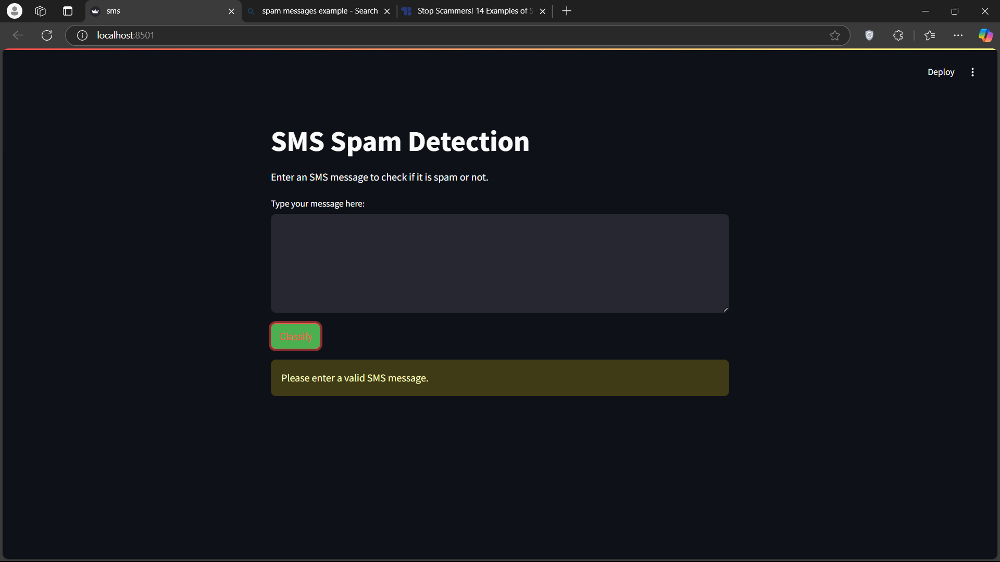 sms
spam messages example - Search
Stop Scammers! 14 Examples of S
localhost:8501
Deploy
SMS Spam Detection
Enter an SMS message to check if it is spam or not.
Type your message here:
Classify
Please enter a valid SMS message.